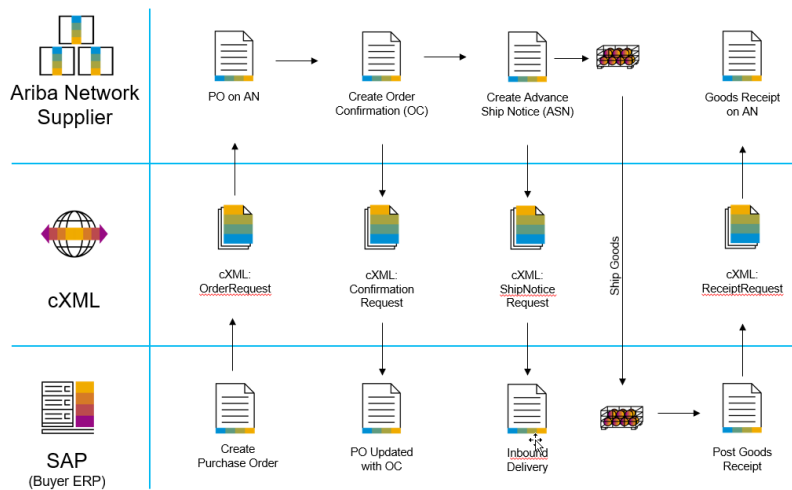 Ariba Network
Supplier
PO on AN
Create Order
Confirmation (OC)
Create Advance
Ship Notice (ASN)
Goods Receipt
on AN
cXML
cXML:
OrderRequest
cXML:
Confirmation
Request
cXML:
ShipNotice
Request
Ship Goods
cXML:
ReceiptRequest
SAP
(Buyer ERP)
Create
Purchase Order
PO Updated
with OC
Inbound
Delivery
Post Goods
Receipt